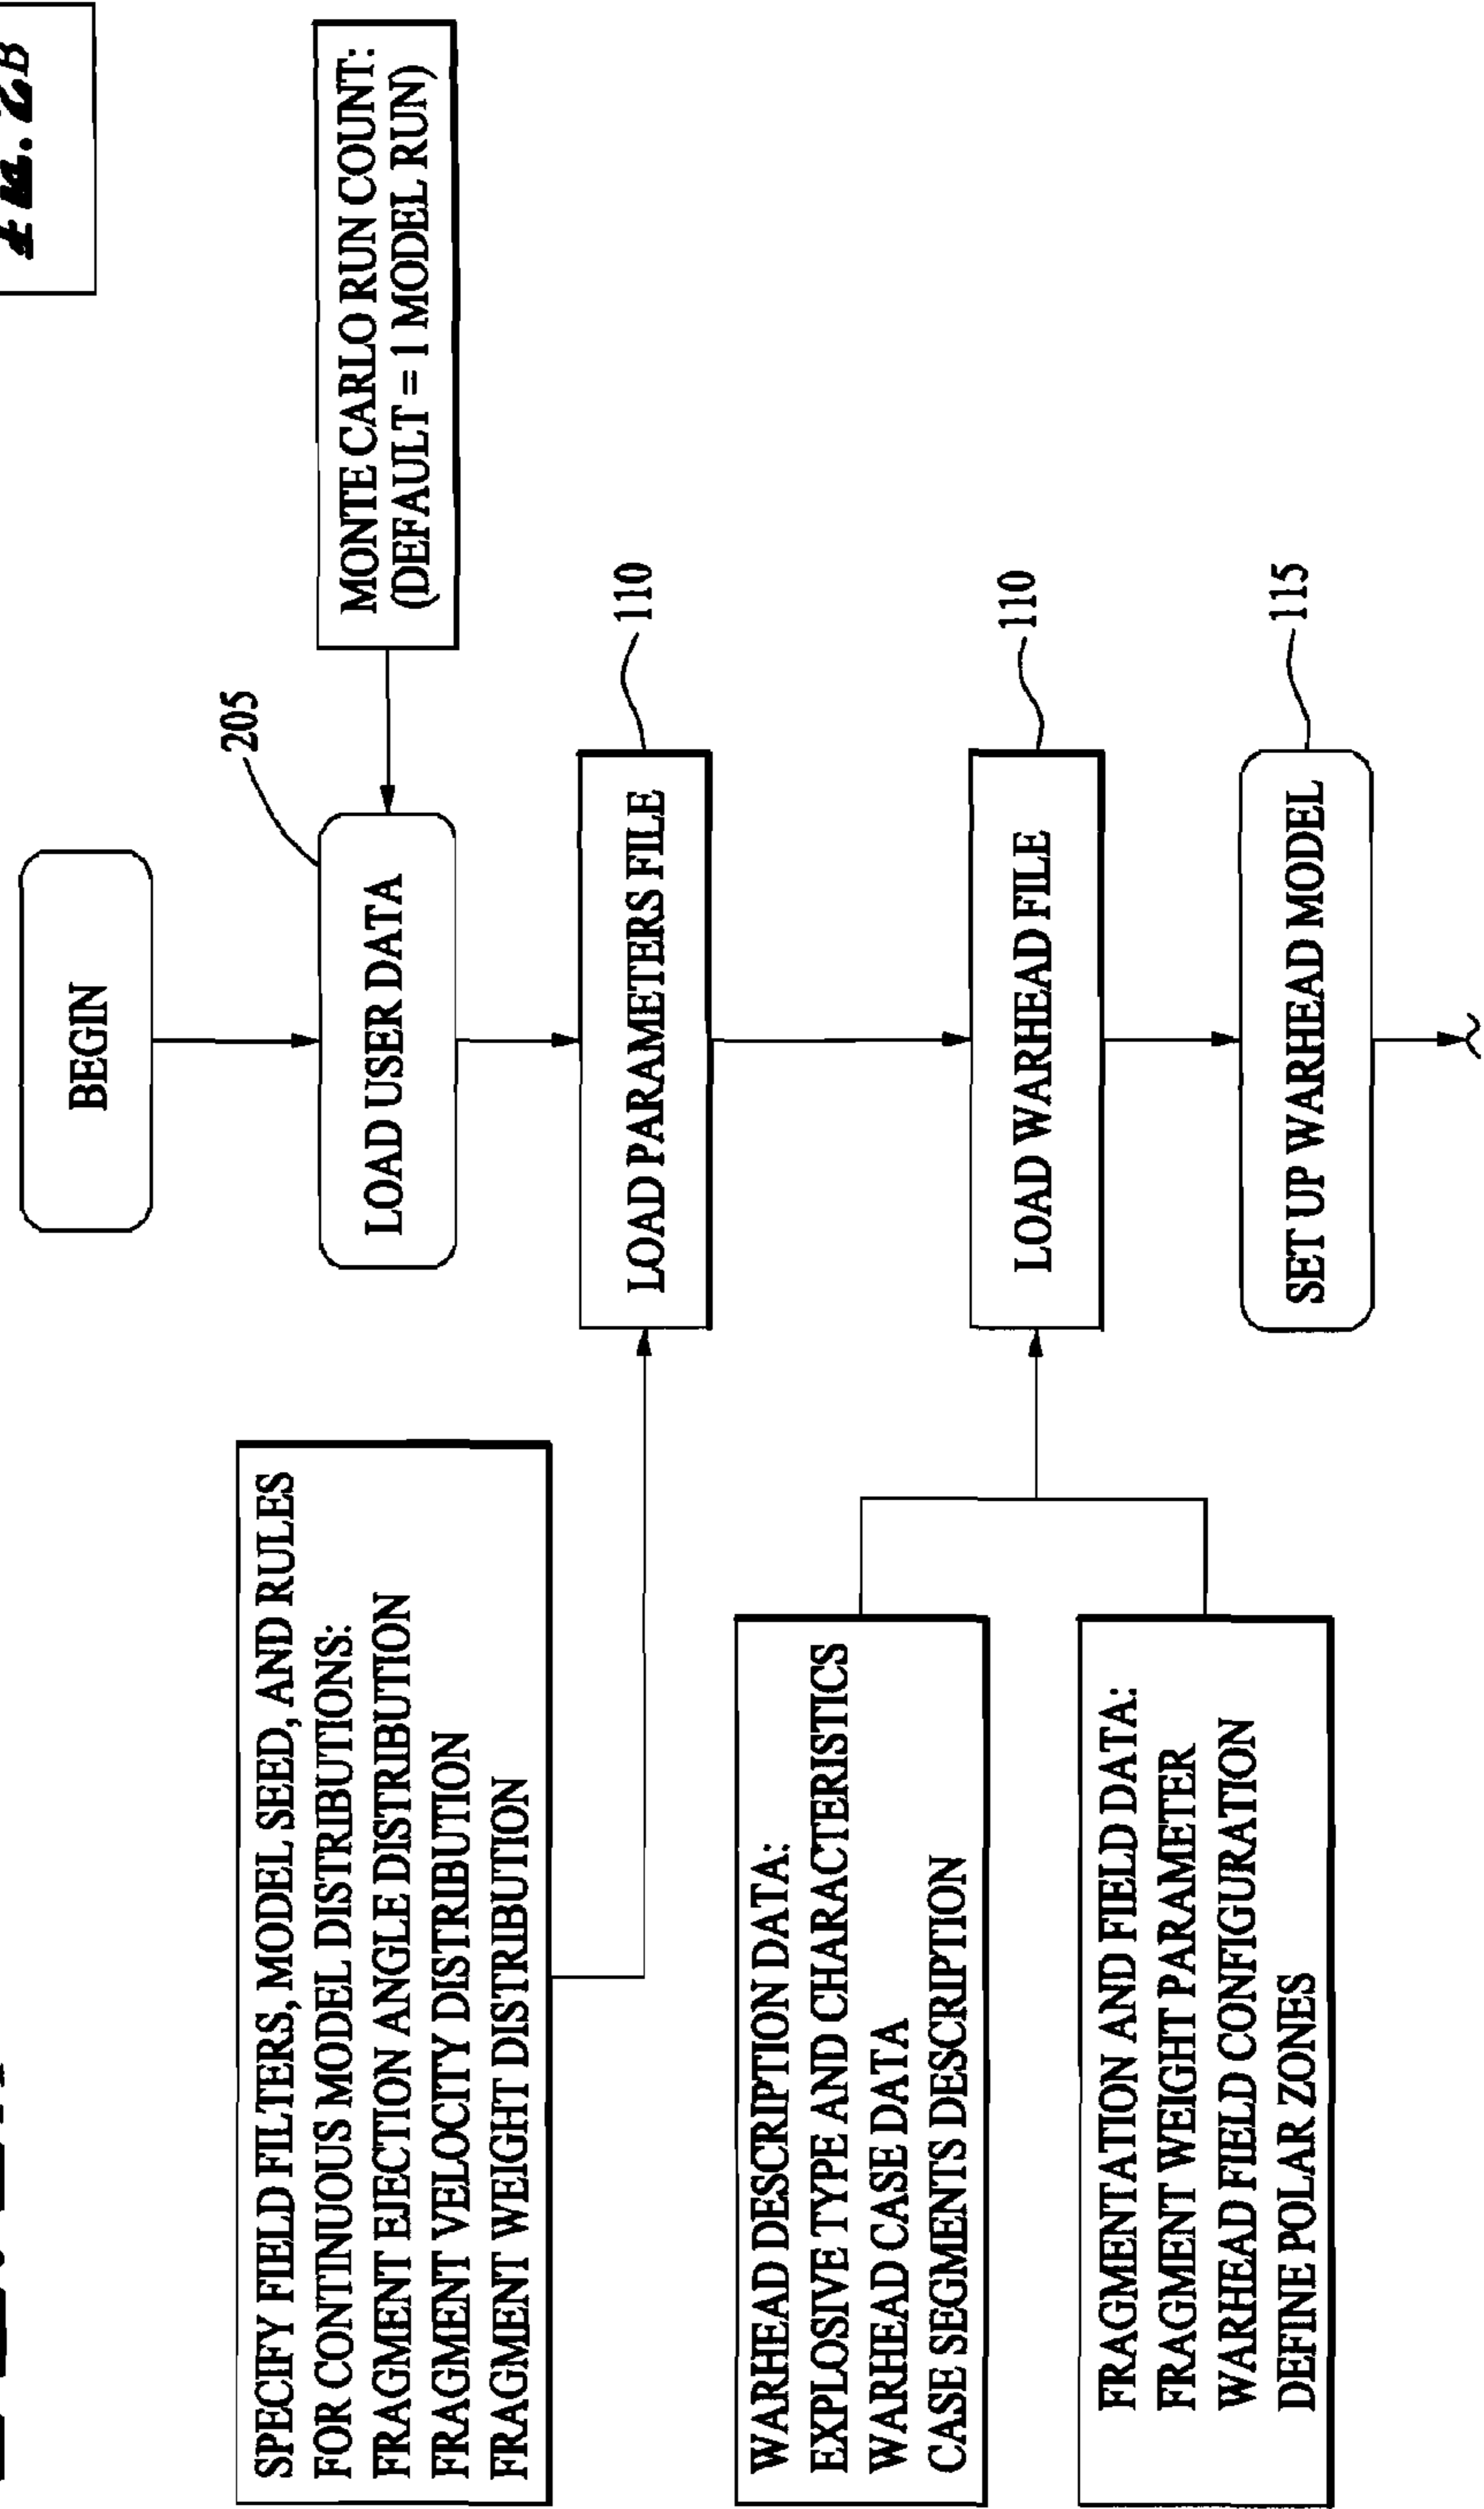 BEGIN
205
LOAD USER DATA
MONTE CARLO RUN COUNT:
(DEFAULT = 1 MODEL RUN)
SPECIFY FIELD FILTERS, MODEL SEED, AND RULES
FOR CONTINUOUS MODEL DISTRIBUTIONS:
FRAGMENT EJECTION ANGLE DISTRIBUTION
FRAGMENT VELOCITY DISTRIBUTION
FRAGMENT WEIGHT DISTRIBUTION
110
LOAD PARAMETERS FILE
WARHEAD DESCRIPTION DATA:
EXPLOSIVE TYPE AND CHARACTERISTICS
WARHEAD CASE DATA
CASE SEGMENTS DESCRIPTION
110
LOAD WARHEAD FILE
FRAGMENTATION AND FIELD DATA:
FRAGMENT WEIGHT PARAMETER
WARHEAD FIELD CONFIGURATION
DEFINE POLAR ZONES
115
SET UP WARHEAD MODEL